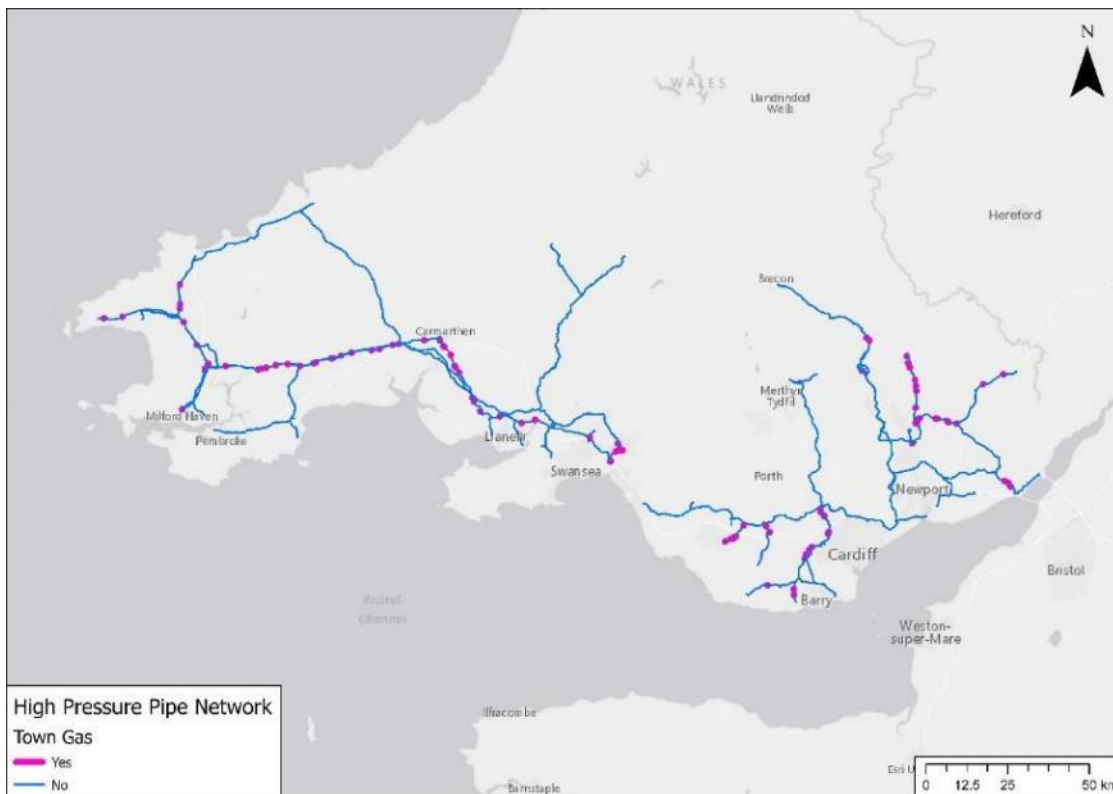 N
WALES
Llandrindod
Wells
Hereford
Brecon
Carmarthen
Merthyr
Tydfil
Milford Haven
Pembroke
Llanelli
Swansea
Porth
Newport
Cardiff
Bristol
Barry
Bristol
Channel
Weston-
super-Mare
High Pressure Pipe Network
Town Gas
Yes
No
Ilfracombe
Barnstaple
Esri U
0 12.5 25 50 km